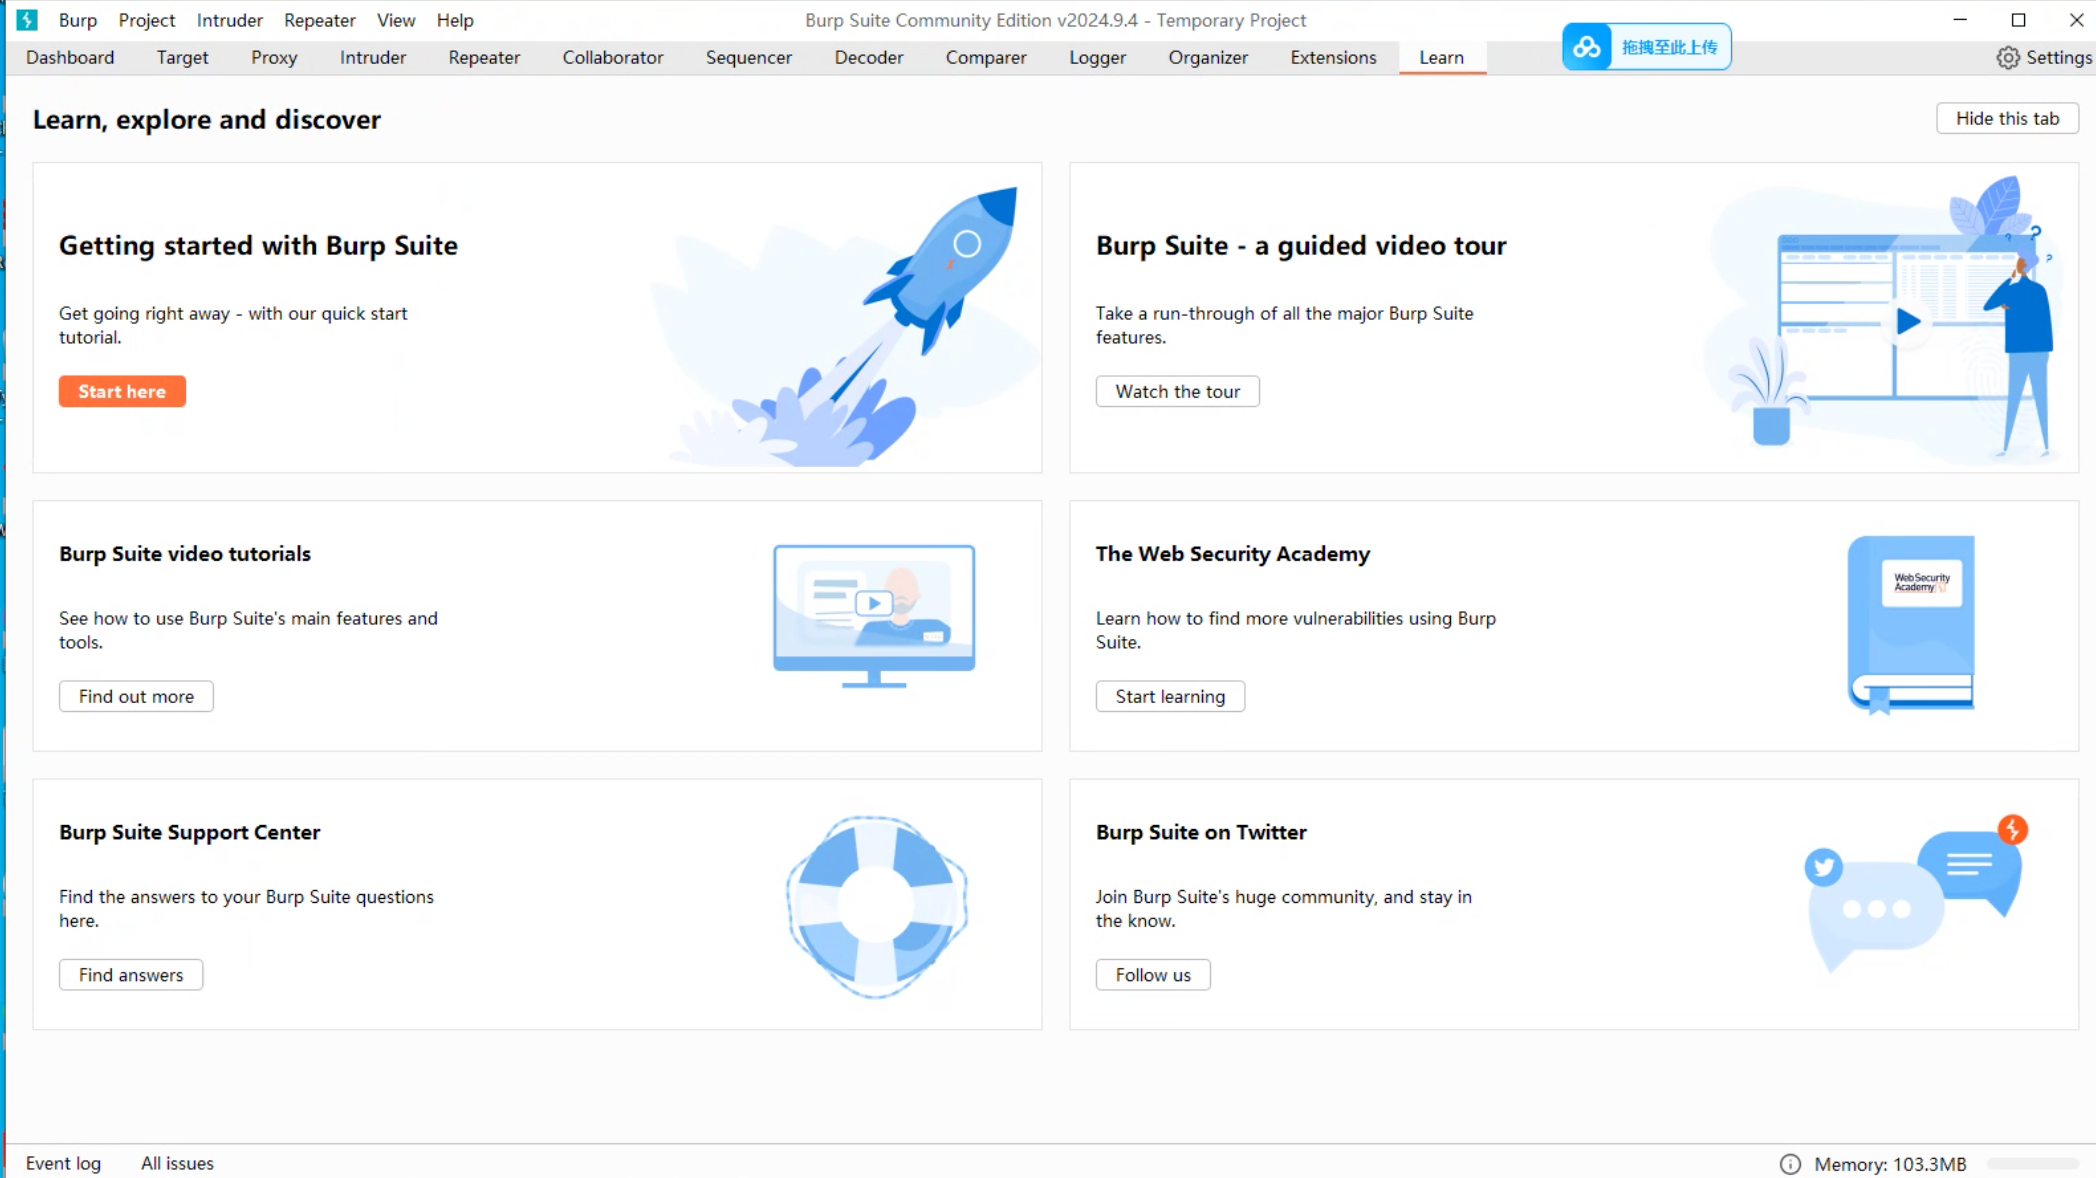 Burp Project Intruder Repeater View Help
Burp Suite Community Edition v2024.9.4 - Temporary Project
Dashboard Target Proxy Intruder Repeater Collaborator Sequencer Decoder Comparer Logger Organizer Extensions Learn
拖拽至此上传
Settings
Learn, explore and discover
Hide this tab
Getting started with Burp Suite
Get going right away - with our quick start
tutorial.
Start here
Burp Suite - a guided video tour
Take a run-through of all the major Burp Suite
features.
Watch the tour
Burp Suite video tutorials
See how to use Burp Suite's main features and
tools.
Find out more
The Web Security Academy
Learn how to find more vulnerabilities using Burp
Suite.
Start learning
Web Security
Academy
Burp Suite Support Center
Find the answers to your Burp Suite questions
here.
Find answers
Burp Suite on Twitter
Join Burp Suite's huge community, and stay in
the know.
Follow us
Event log All issues
Memory: 103.3MB